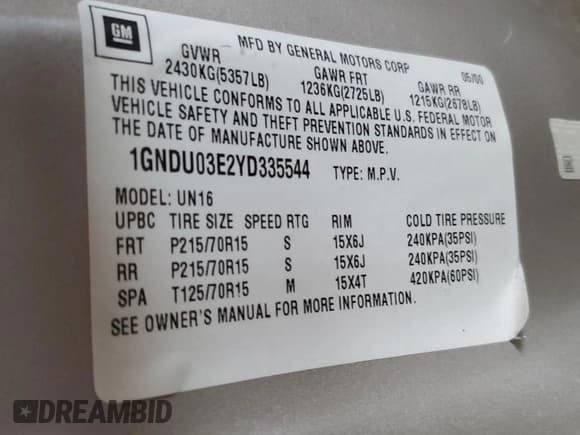 GM
MFD BY GENERAL MOTORS CORP 05/00
GVWR GAWR FRT GAWR RR
2430KG(5357LB) 1236KG(2725LB) 1215KG(2678LB)
THIS VEHICLE CONFORMS TO ALL APPLICABLE U.S. FEDERAL MOTOR
VEHICLE SAFETY AND THEFT PREVENTION STANDARDS IN EFFECT ON
THE DATE OF MANUFACTURE SHOWN ABOVE.
1GNDU03E2YD335544 TYPE: M.P.V.
MODEL: UN16
UPBC TIRE SIZE SPEED RTG RIM COLD TIRE PRESSURE
FRT P215/70R15 S 15X6J 240KPA(35PSI)
RR P215/70R15 S 15X6J 240KPA(35PSI)
SPA T125/70R15 M 15X4T 420KPA(60PSI)
SEE OWNER'S MANUAL FOR MORE INFORMATION.
DREAMBID